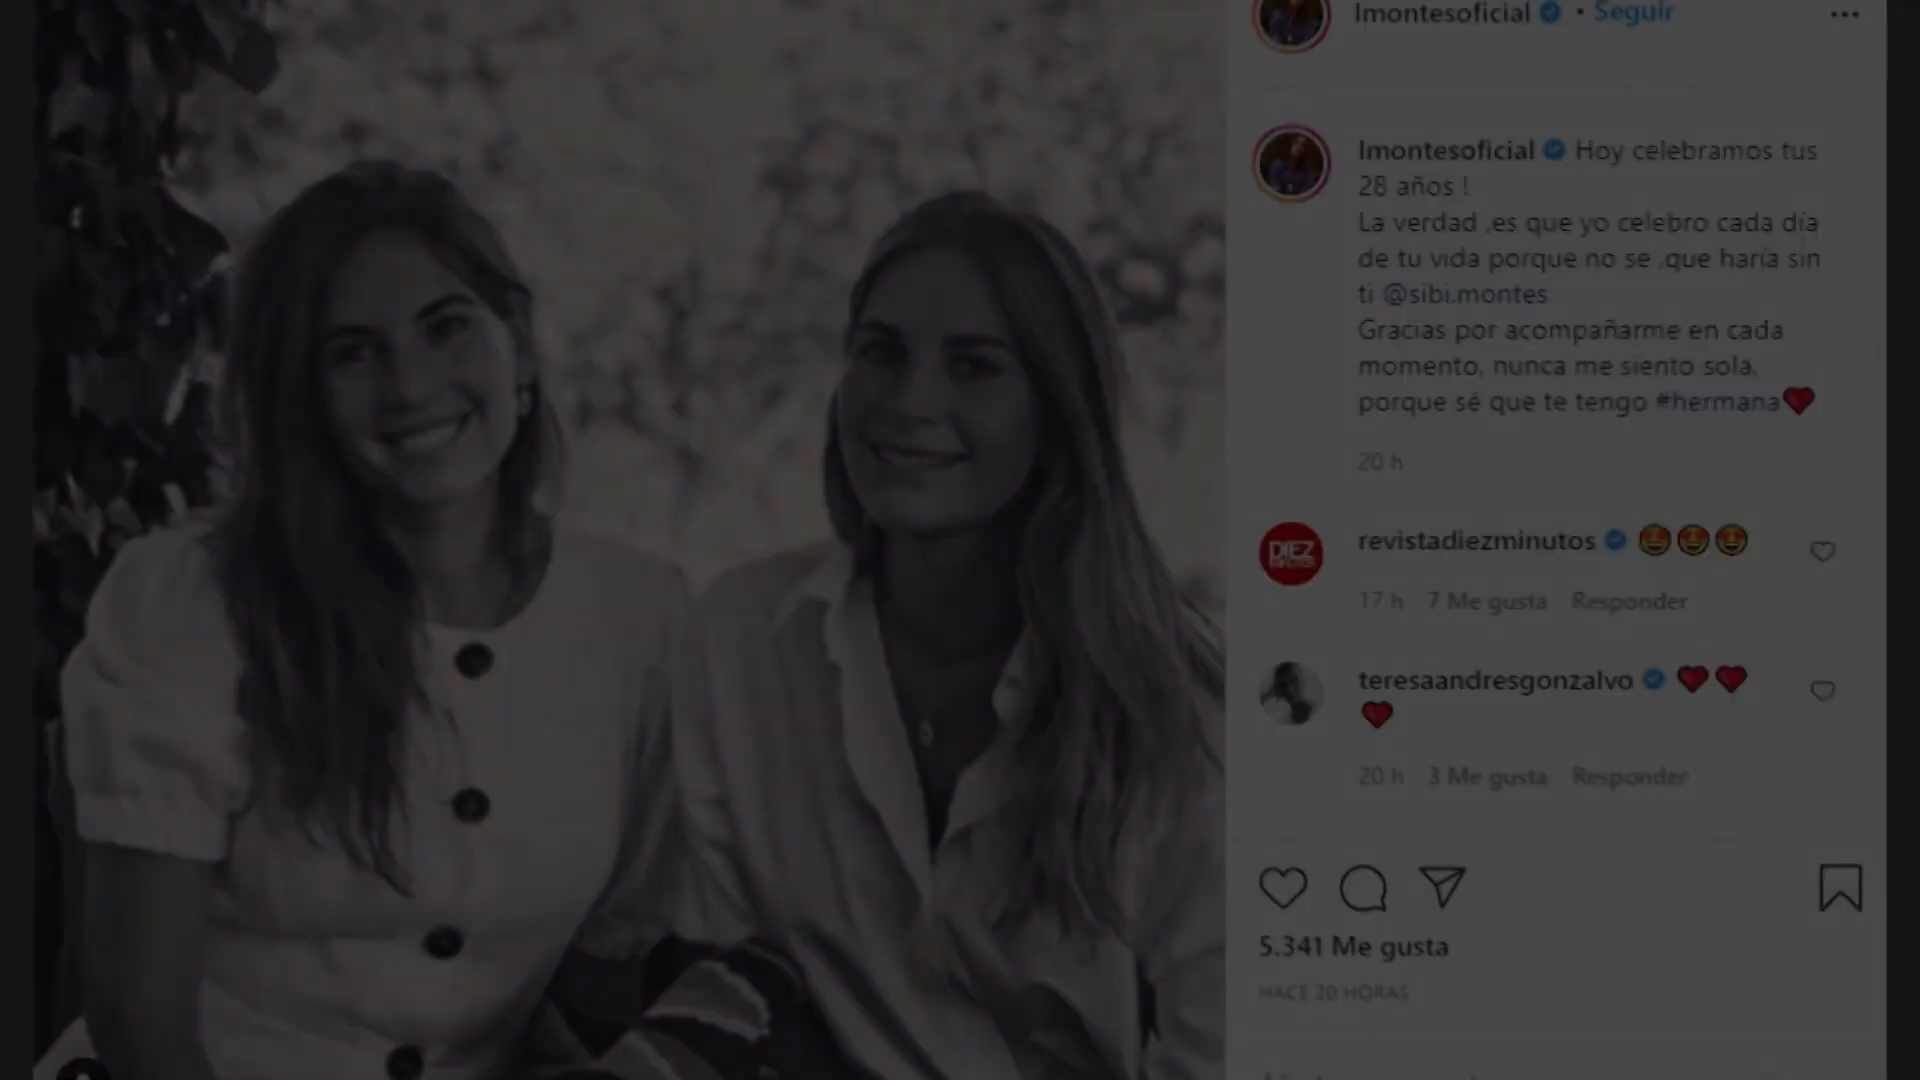 lmontesoficial • Seguir
lmontesoficial Hoy celebramos tus
28 años !
La verdad ,es que yo celebro cada día
de tu vida porque no se ,que haría sin
ti @sibi.montes
Gracias por acompañarme en cada
momento, nunca me siento sola,
porque sé que te tengo #hermana❤️
20 h
revistadiezminutos 🤩🤩🤩
DIEZ
MINUTOS
17 h 7 Me gusta Responder
teresaandresgonzalvo ❤️❤️
❤️
20 h 3 Me gusta Responder
5.341 Me gusta
HACE 20 HORAS